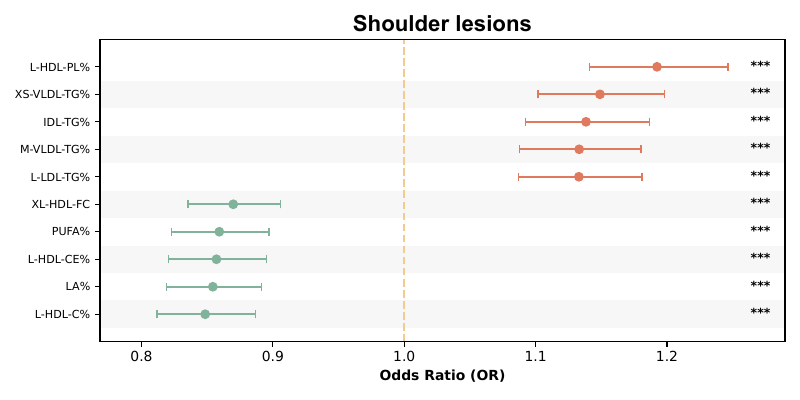 Shoulder lesions
L-HDL-PL% ***
XS-VLDL-TG% ***
IDL-TG% ***
M-VLDL-TG% ***
L-LDL-TG% ***
XL-HDL-FC ***
PUFA% ***
L-HDL-CE% ***
LA% ***
L-HDL-C% ***
0.8 0.9 1.0 1.1 1.2
Odds Ratio (OR)